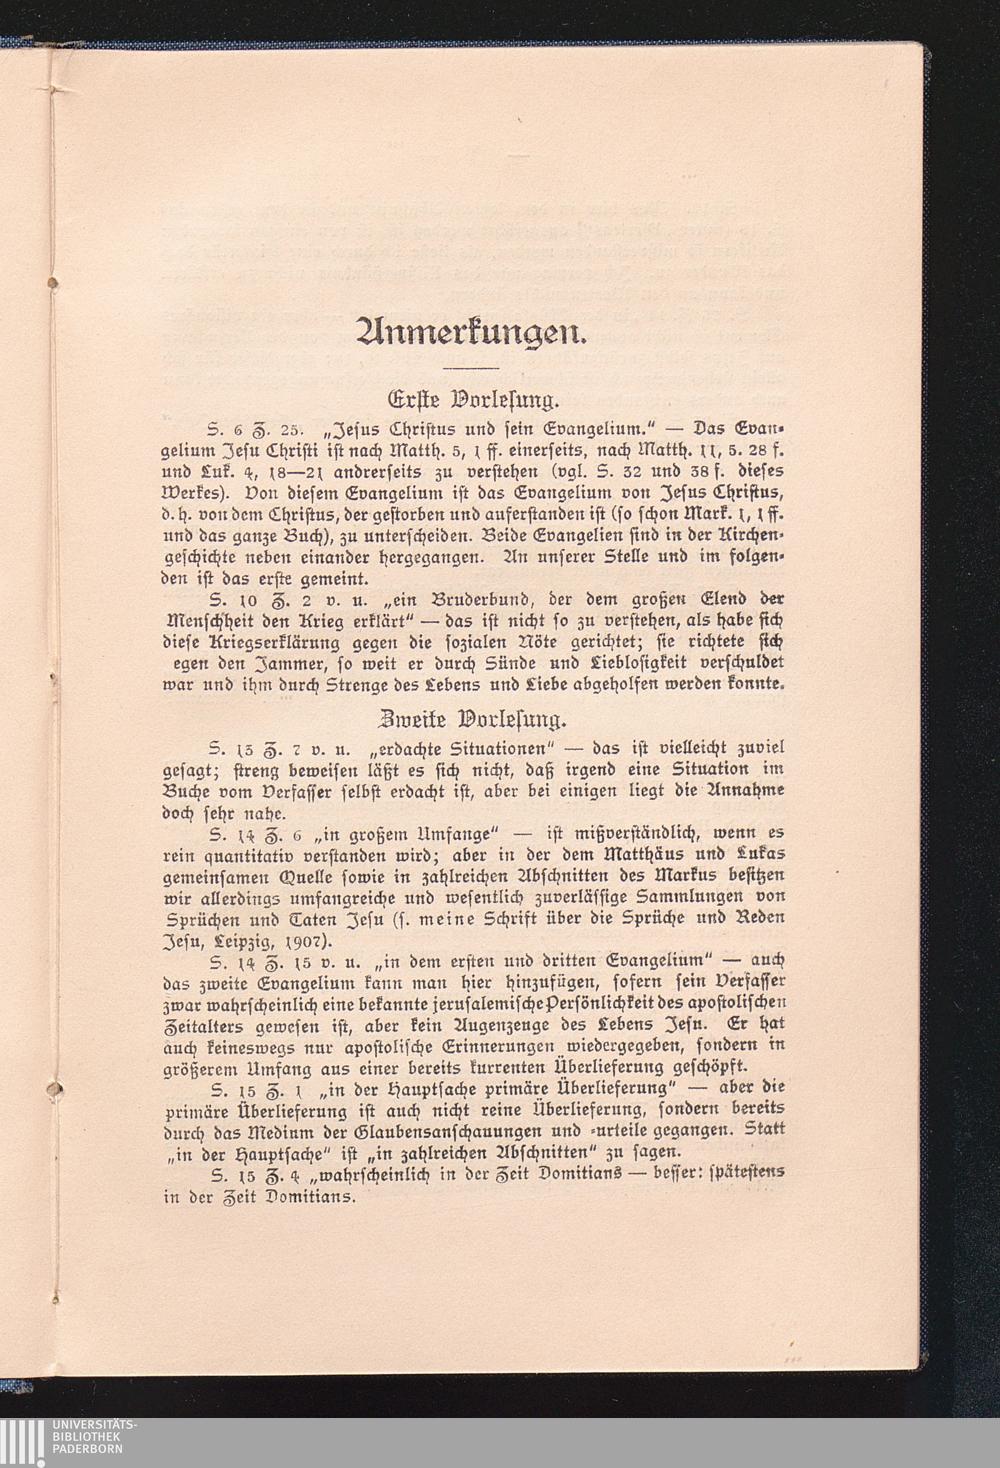 Anmerkungen.
Erste Vorlesung.
S. 6 Z. 25. „Jesus Christus und sein Evangelium.“ — Das Evan-
gelium Jesu Christi ist nach Matth. 5, 1 ff. einerseits, nach Matth. 11, 5. 28 f.
und Luk. 4, 18—21 andrerseits zu verstehen (vgl. S. 32 und 38 f. dieses
Werkes). Von diesem Evangelium ist das Evangelium von Jesus Christus,
d. h. von dem Christus, der gestorben und auferstanden ist (so schon Mark. 1, 1 ff.
und das ganze Buch), zu unterscheiden. Beide Evangelien sind in der Kirchen-
geschichte neben einander hergegangen. An unserer Stelle und im folgen-
den ist das erste gemeint.
S. 10 Z. 2 v. u. „ein Bruderbund, der dem großen Elend der
Menschheit den Krieg erklärt“ — das ist nicht so zu verstehen, als habe sich
diese Kriegserklärung gegen die sozialen Nöte gerichtet; sie richtete sich
egen den Jammer, so weit er durch Sünde und Lieblosigkeit verschuldet
war und ihm durch Strenge des Lebens und Liebe abgeholfen werden konnte.
Zweite Vorlesung.
S. 13 Z. 7 v. u. „erdachte Situationen“ — das ist vielleicht zuviel
gesagt; streng beweisen läßt es sich nicht, daß irgend eine Situation im
Buche vom Verfasser selbst erdacht ist, aber bei einigen liegt die Annahme
doch sehr nahe.
S. 14 Z. 6 „in großem Umfange“ — ist mißverständlich, wenn es
rein quantitativ verstanden wird; aber in der dem Matthäus und Lukas
gemeinsamen Quelle sowie in zahlreichen Abschnitten des Markus besitzen
wir allerdings umfangreiche und wesentlich zuverlässige Sammlungen von
Sprüchen und Taten Jesu (s. meine Schrift über die Sprüche und Reden
Jesu, Leipzig, 1907).
S. 14 Z. 15 v. u. „in dem ersten und dritten Evangelium“ — auch
das zweite Evangelium kann man hier hinzufügen, sofern sein Verfasser
zwar wahrscheinlich eine bekannte jerusalemische Persönlichkeit des apostolischen
Zeitalters gewesen ist, aber kein Augenzeuge des Lebens Jesu. Er hat
auch keineswegs nur apostolische Erinnerungen wiedergegeben, sondern in
größerem Umfang aus einer bereits kurrenten Überlieferung geschöpft.
S. 15 Z. 1 „in der Hauptsache primäre Überlieferung“ — aber die
primäre Überlieferung ist auch nicht reine Überlieferung, sondern bereits
durch das Medium der Glaubensanschauungen und -urteile gegangen. Statt
„in der Hauptsache“ ist „in zahlreichen Abschnitten“ zu sagen.
S. 15 Z. 4 „wahrscheinlich in der Zeit Domitians — besser: spätestens
in der Zeit Domitians.
UNIVERSITÄTS-
BIBLIOTHEK
PADERBORN